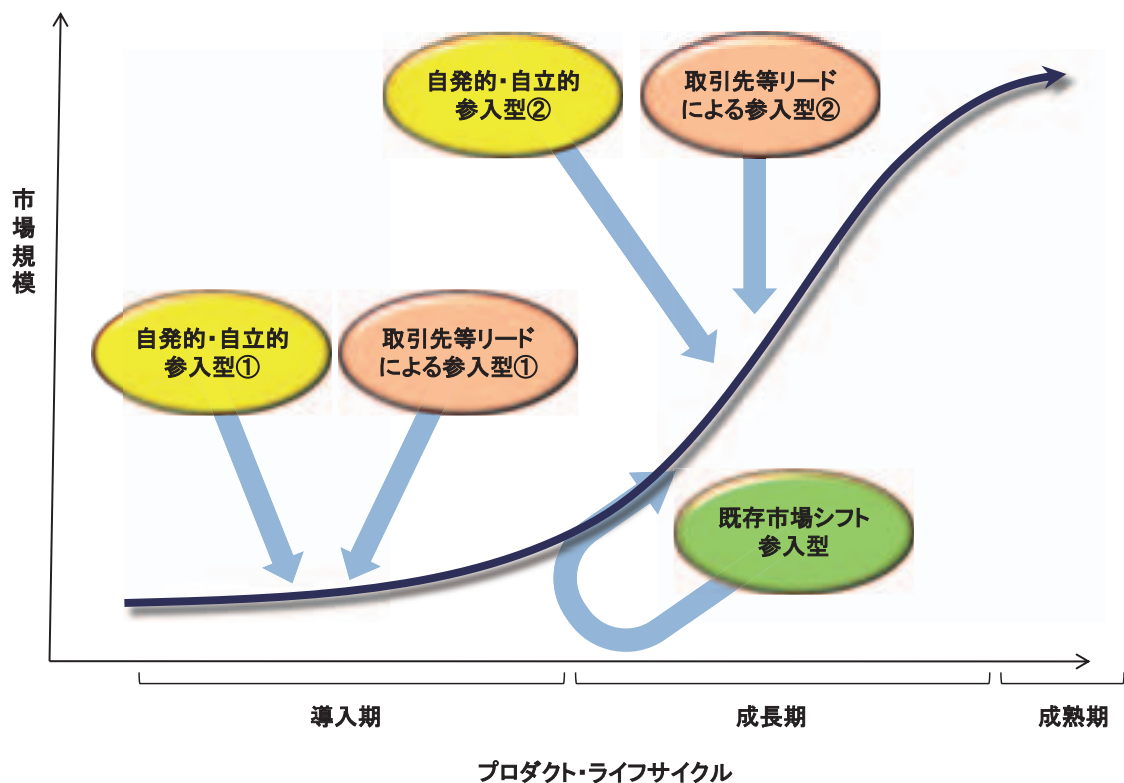 市場規模
自発的・自立的
参入型②
取引先等リード
による参入型②
自発的・自立的
参入型①
取引先等リード
による参入型①
既存市場シフト
参入型
導入期
成長期
成熟期
プロダクト・ライフサイクル